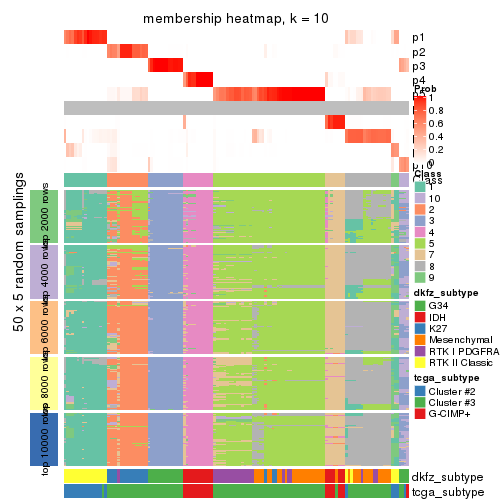 membership heatmap, k = 10
p1
p2
p3
p4
Prob
1
0.8
0.6
0.4
0.2
0
Class
Class
1
10
2
3
4
5
7
8
9
dkfz_subtype
G34
IDH
K27
Mesenchymal
RTK I PDGFRA
RTK II Classic
tcga_subtype
Cluster #2
Cluster #3
G-CIMP+
50 x 5 random samplings
top 2000 rows
top 4000 rows
top 6000 rows
top 8000 rows
top 10000 rows
dkfz_subtype
tcga_subtype